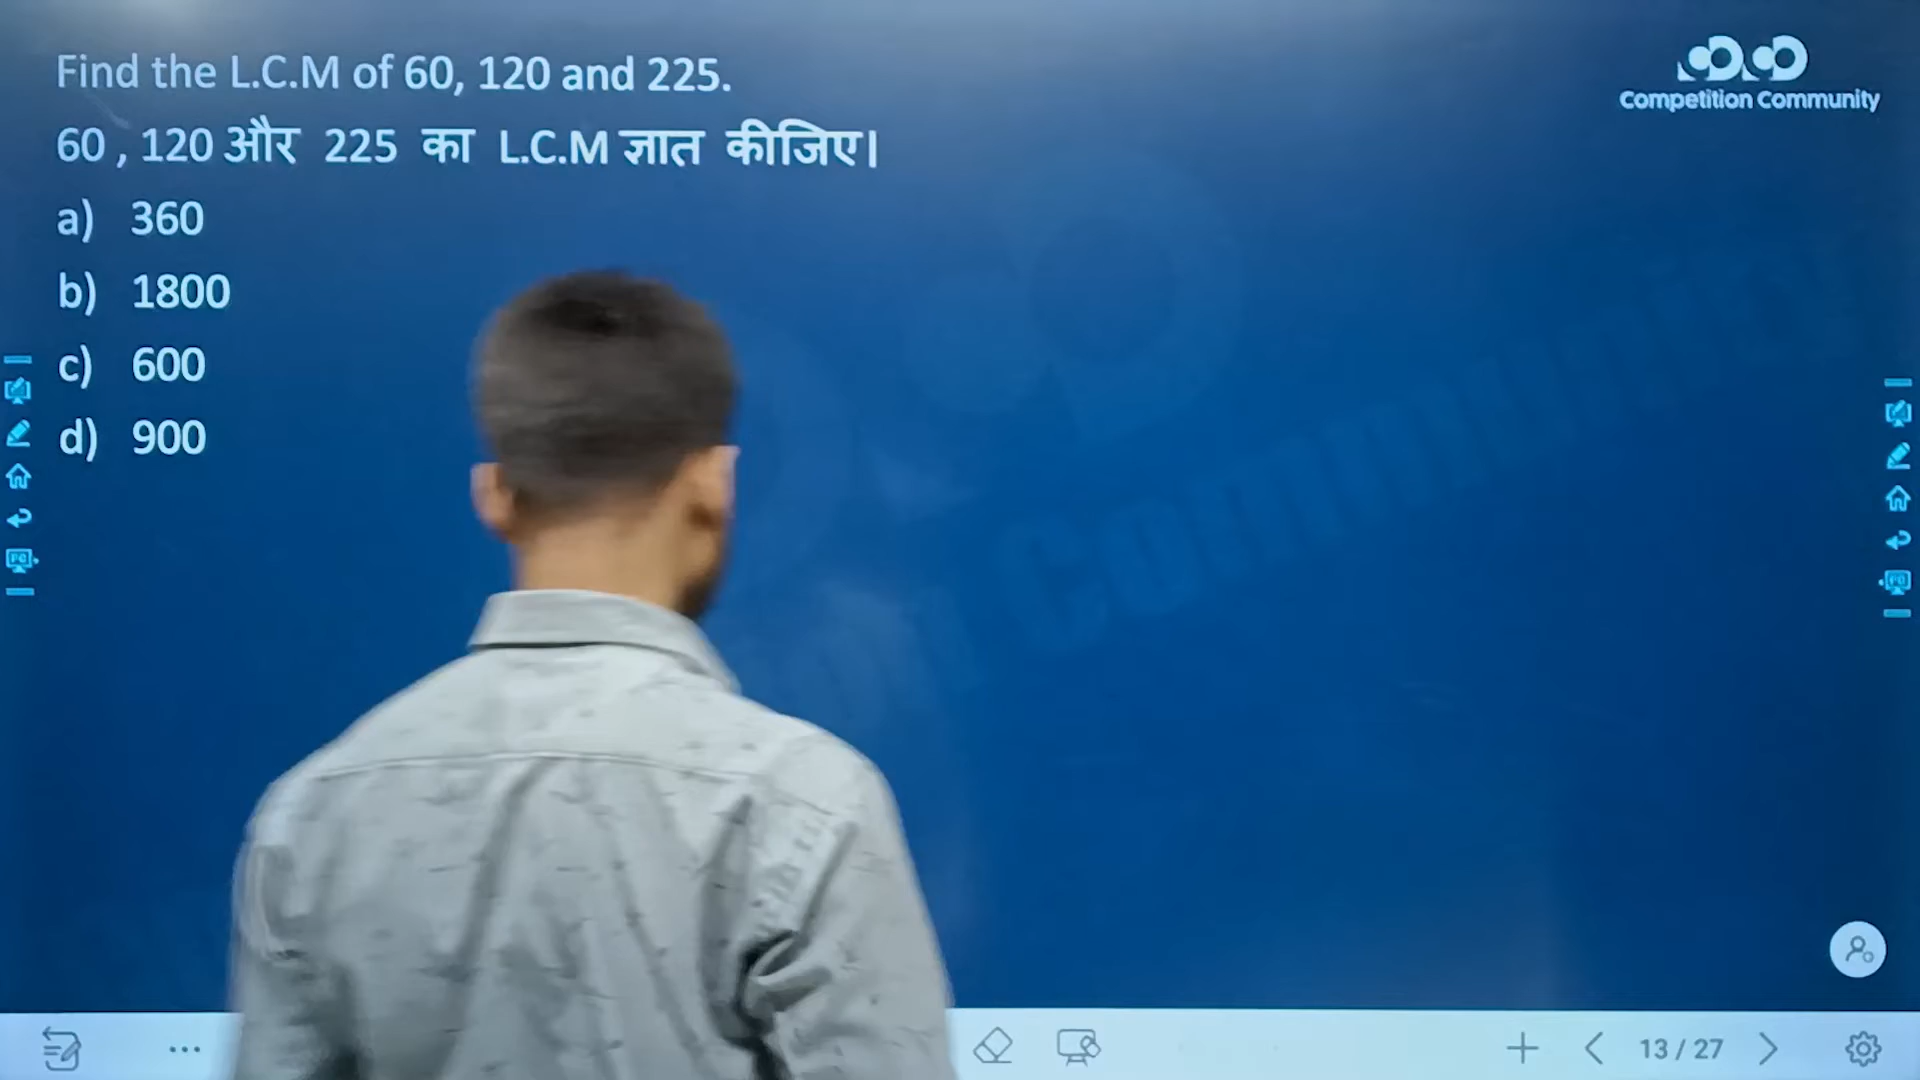 Find the L.C.M of 60, 120 and 225.
60 , 120 और 225 का L.C.M ज्ञात कीजिए।
a) 360
b) 1800
c) 600
d) 900
Competition Community
Community
13 / 27